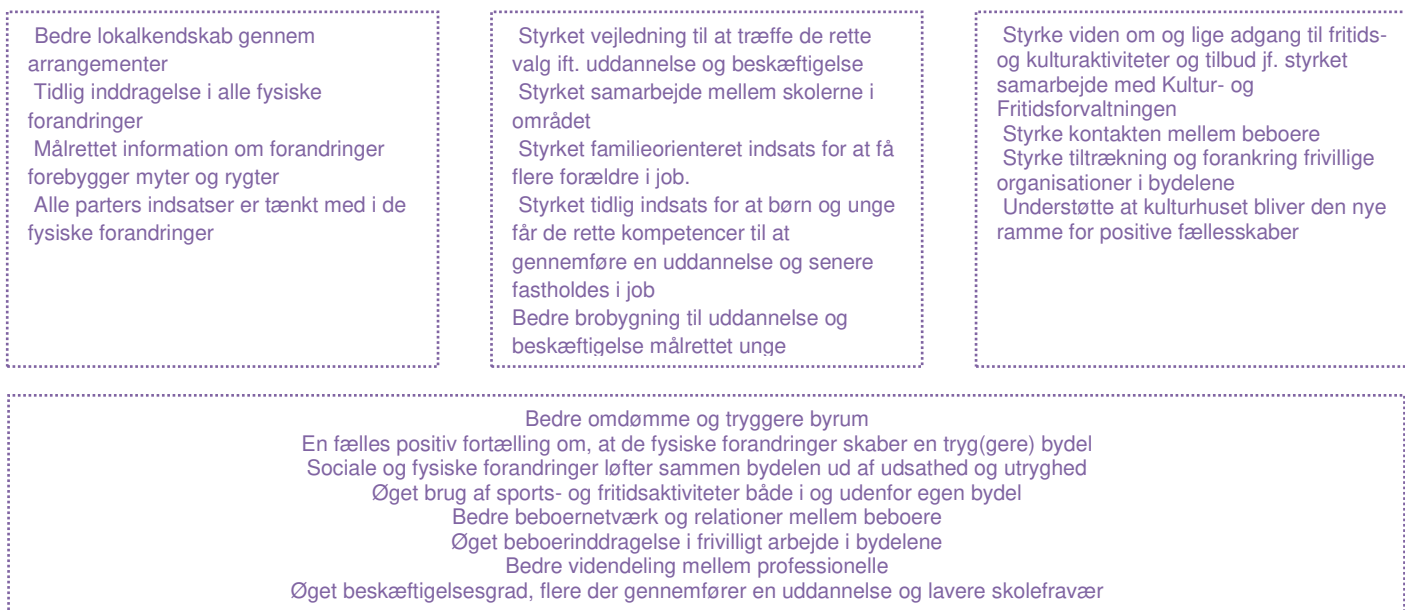 Bedre lokalkendskab gennem
arrangementer
Tidlig inddragelse i alle fysiske
forandringer
Målrettet information om forandringer
forebygger myter og rygter
Alle parters indsatser er tænkt med i de
fysiske forandringer
Styrket vejledning til at træffe de rette
valg ift. uddannelse og beskæftigelse
Styrket samarbejde mellem skolerne i
området
Styrket familieorienteret indsats for at få
flere forældre i job.
Styrket tidlig indsats for at børn og unge
får de rette kompetencer til at
gennemføre en uddannelse og senere
fastholdes i job
Bedre brobygning til uddannelse og
beskæftigelse målrettet unge
Styrke viden om og lige adgang til fritids-
og kulturaktiviteter og tilbud jf. styrket
samarbejde med Kultur- og
Fritidsforvaltningen
Styrke kontakten mellem beboere
Styrke tiltrækning og forankring frivillige
organisationer i bydelene
Understøtte at kulturhuset bliver den nye
ramme for positive fællesskaber
Bedre omdømme og tryggere byrum
En fælles positiv fortælling om, at de fysiske forandringer skaber en tryg(gere) bydel
Sociale og fysiske forandringer løfter sammen bydelen ud af udsathed og utryghed
Øget brug af sports- og fritidsaktiviteter både i og udenfor egen bydel
Bedre beboernetværk og relationer mellem beboere
Øget beboerinddragelse i frivilligt arbejde i bydelene
Bedre videndeling mellem professionelle
Øget beskæftigelsesgrad, flere der gennemfører en uddannelse og lavere skolefravær